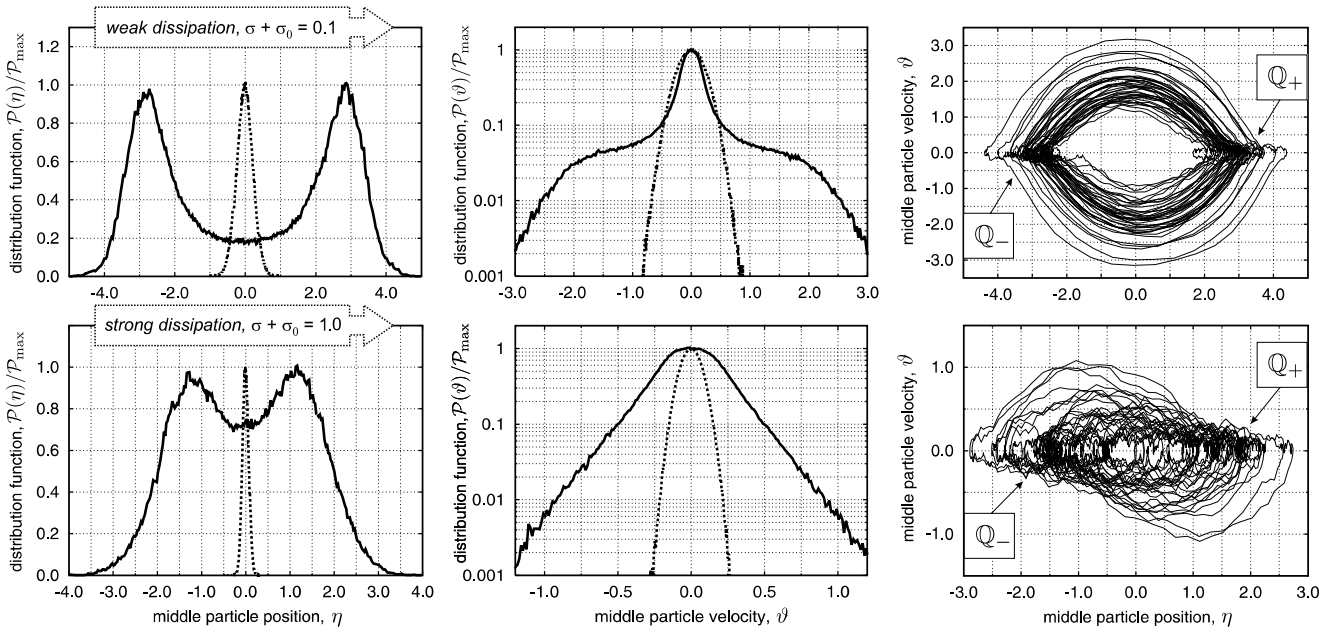 weak dissipation, σ + σ₀ = 0.1
distribution function, 𝒫(η)/𝒫max
1.2
1.0
0.8
0.6
0.4
0.2
0.0
-4.0 -2.0 0.0 2.0 4.0
distribution function, 𝒫(ϑ)/𝒫max
1
0.1
0.01
0.001
-3.0 -2.0 -1.0 0.0 1.0 2.0 3.0
middle particle velocity, ϑ
3.0
2.0
1.0
0.0
-1.0
-2.0
-3.0
-4.0 -2.0 0.0 2.0 4.0
ℚ₊
ℚ₋
strong dissipation, σ + σ₀ = 1.0
distribution function, 𝒫(η)/𝒫max
1.2
1.0
0.8
0.6
0.4
0.2
0.0
-4.0 -3.0 -2.0 -1.0 0.0 1.0 2.0 3.0 4.0
middle particle position, η
distribution function, 𝒫(ϑ)/𝒫max
1
0.1
0.01
0.001
-1.0 -0.5 0.0 0.5 1.0
middle particle velocity, ϑ
middle particle velocity, ϑ
1.0
0.0
-1.0
-3.0 -2.0 -1.0 0.0 1.0 2.0 3.0
middle particle position, η
ℚ₊
ℚ₋